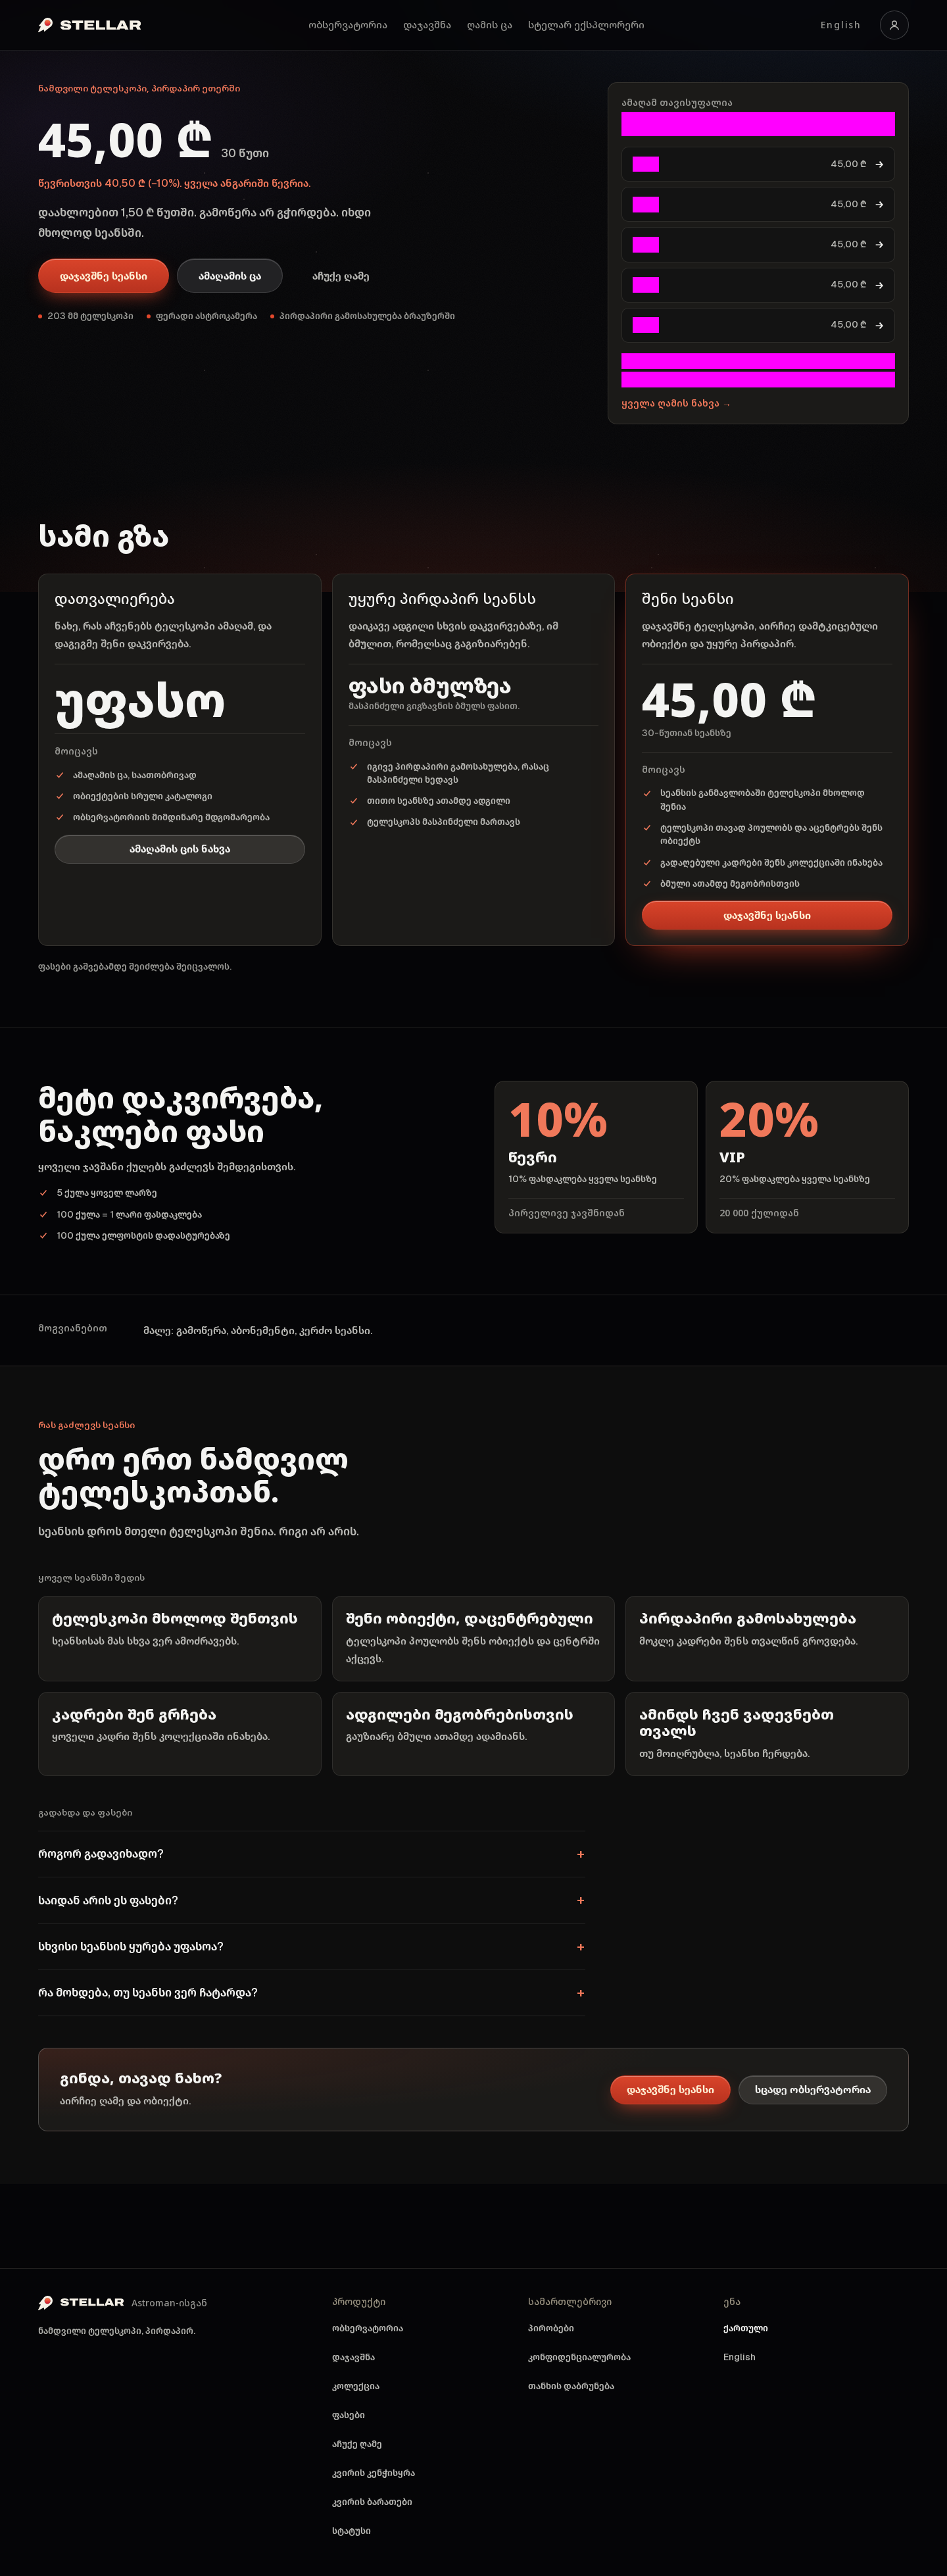 STELLAR
ობსერვატორია
დაჯავშნა
ღამის ცა
სტელარ ექსპლორერი
English
ნამდვილი ტელესკოპი, პირდაპირ ეთერში
45,00 ₾ 30 წუთი
წევრისთვის 40,50 ₾ (−10%). ყველა ანგარიში წევრია.
დაახლოებით 1,50 ₾ წუთში. გამოწერა არ გჭირდება. იხდი
მხოლოდ სეანსში.
დაჯავშნე სეანსი
ამაღამის ცა
აჩუქე ღამე
203 მმ ტელესკოპი
ფერადი ასტროკამერა
პირდაპირი გამოსახულება ბრაუზერში
ამაღამ თავისუფალია
45,00 ₾ →
45,00 ₾ →
45,00 ₾ →
45,00 ₾ →
45,00 ₾ →
ყველა ღამის ნახვა →
სამი გზა
დათვალიერება
ნახე, რას აჩვენებს ტელესკოპი ამაღამ, და
დაგეგმე შენი დაკვირვება.
უფასო
მოიცავს
ამაღამის ცა, საათობრივად
ობიექტების სრული კატალოგი
ობსერვატორიის მიმდინარე მდგომარეობა
ამაღამის ცის ნახვა
უყურე პირდაპირ სეანსს
დაიკავე ადგილი სხვის დაკვირვებაზე, იმ
ბმულით, რომელსაც გაგიზიარებენ.
ფასი ბმულზეა
მასპინძელი გიგზავნის ბმულს ფასით.
მოიცავს
იგივე პირდაპირი გამოსახულება, რასაც
მასპინძელი ხედავს
თითო სეანსზე ათამდე ადგილი
ტელესკოპს მასპინძელი მართავს
შენი სეანსი
დაჯავშნე ტელესკოპი, აირჩიე დამტკიცებული
ობიექტი და უყურე პირდაპირ.
45,00 ₾
30-წუთიან სეანსზე
მოიცავს
სეანსის განმავლობაში ტელესკოპი მხოლოდ
შენია
ტელესკოპი თავად პოულობს და აცენტრებს შენს
ობიექტს
გადაღებული კადრები შენს კოლექციაში ინახება
ბმული ათამდე მეგობრისთვის
დაჯავშნე სეანსი
ფასები გაშვებამდე შეიძლება შეიცვალოს.
მეტი დაკვირვება,
ნაკლები ფასი
ყოველი ჯავშანი ქულებს გაძლევს შემდეგისთვის.
5 ქულა ყოველ ლარზე
100 ქულა = 1 ლარი ფასდაკლება
100 ქულა ელფოსტის დადასტურებაზე
10%
წევრი
10% ფასდაკლება ყველა სეანსზე
პირველივე ჯავშნიდან
20%
VIP
20% ფასდაკლება ყველა სეანსზე
20 000 ქულიდან
მოგვიანებით
მალე: გამოწერა, აბონემენტი, კერძო სეანსი.
რას გაძლევს სეანსი
დრო ერთ ნამდვილ
ტელესკოპთან.
სეანსის დროს მთელი ტელესკოპი შენია. რიგი არ არის.
ყოველ სეანსში შედის
ტელესკოპი მხოლოდ შენთვის
სეანსისას მას სხვა ვერ ამოძრავებს.
შენი ობიექტი, დაცენტრებული
ტელესკოპი პოულობს შენს ობიექტს და ცენტრში
აქცევს.
პირდაპირი გამოსახულება
მოკლე კადრები შენს თვალწინ გროვდება.
კადრები შენ გრჩება
ყოველი კადრი შენს კოლექციაში ინახება.
ადგილები მეგობრებისთვის
გაუზიარე ბმული ათამდე ადამიანს.
ამინდს ჩვენ ვადევნებთ
თვალს
თუ მოიღრუბლა, სეანსი ჩერდება.
გადახდა და ფასები
როგორ გადავიხადო? +
საიდან არის ეს ფასები? +
სხვისი სეანსის ყურება უფასოა? +
რა მოხდება, თუ სეანსი ვერ ჩატარდა? +
გინდა, თავად ნახო?
აირჩიე ღამე და ობიექტი.
დაჯავშნე სეანსი
სცადე ობსერვატორია
STELLAR Astroman-ისგან
ნამდვილი ტელესკოპი, პირდაპირ.
პროდუქტი
ობსერვატორია
დაჯავშნა
კოლექცია
ფასები
აჩუქე ღამე
კვირის კენჭისყრა
კვირის ბარათები
სტატუსი
სამართლებრივი
პირობები
კონფიდენციალურობა
თანხის დაბრუნება
ენა
ქართული
English